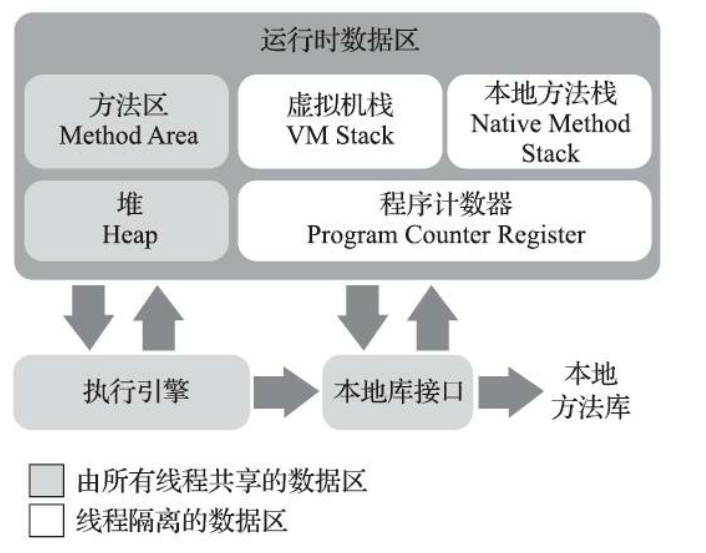 运行时数据区
方法区
Method Area
虚拟机栈
VM Stack
本地方法栈
Native Method
Stack
堆
Heap
程序计数器
Program Counter Register
执行引擎
本地库接口
本地
方法库
由所有线程共享的数据区
线程隔离的数据区